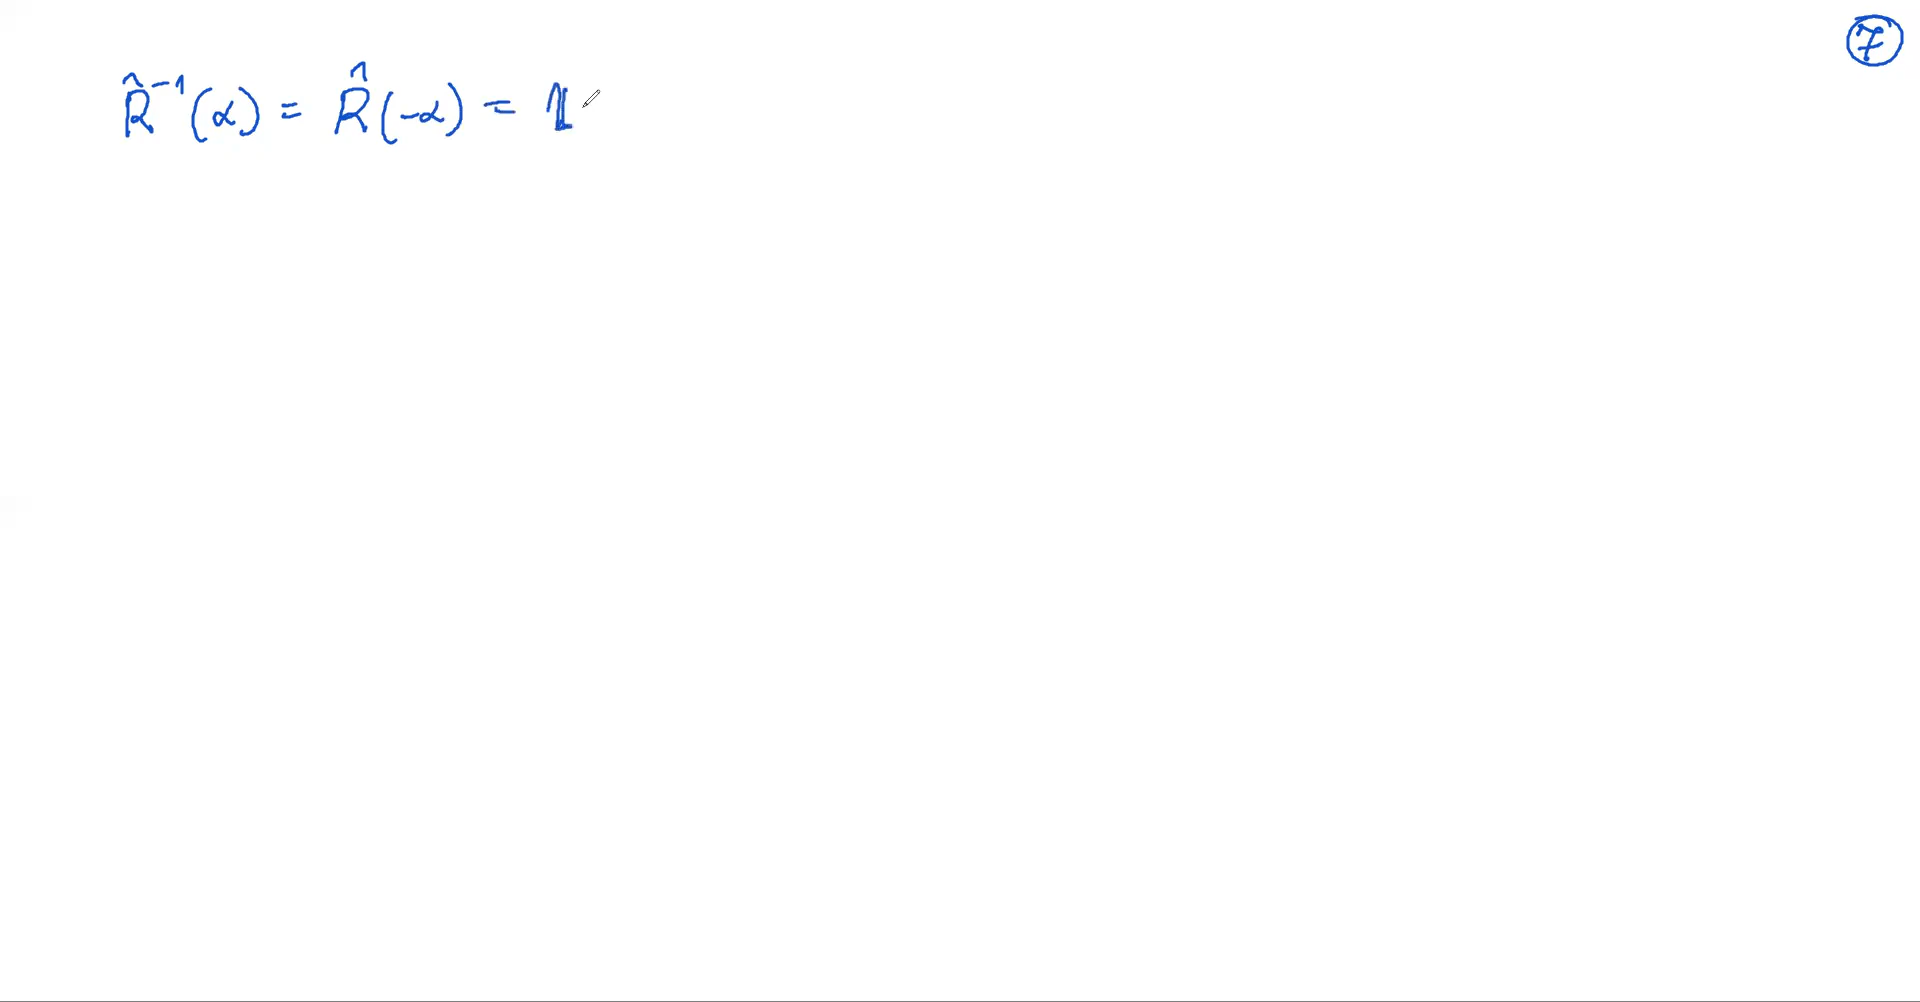 7
R̂⁻¹(α) = R̂(-α) = 𝟙